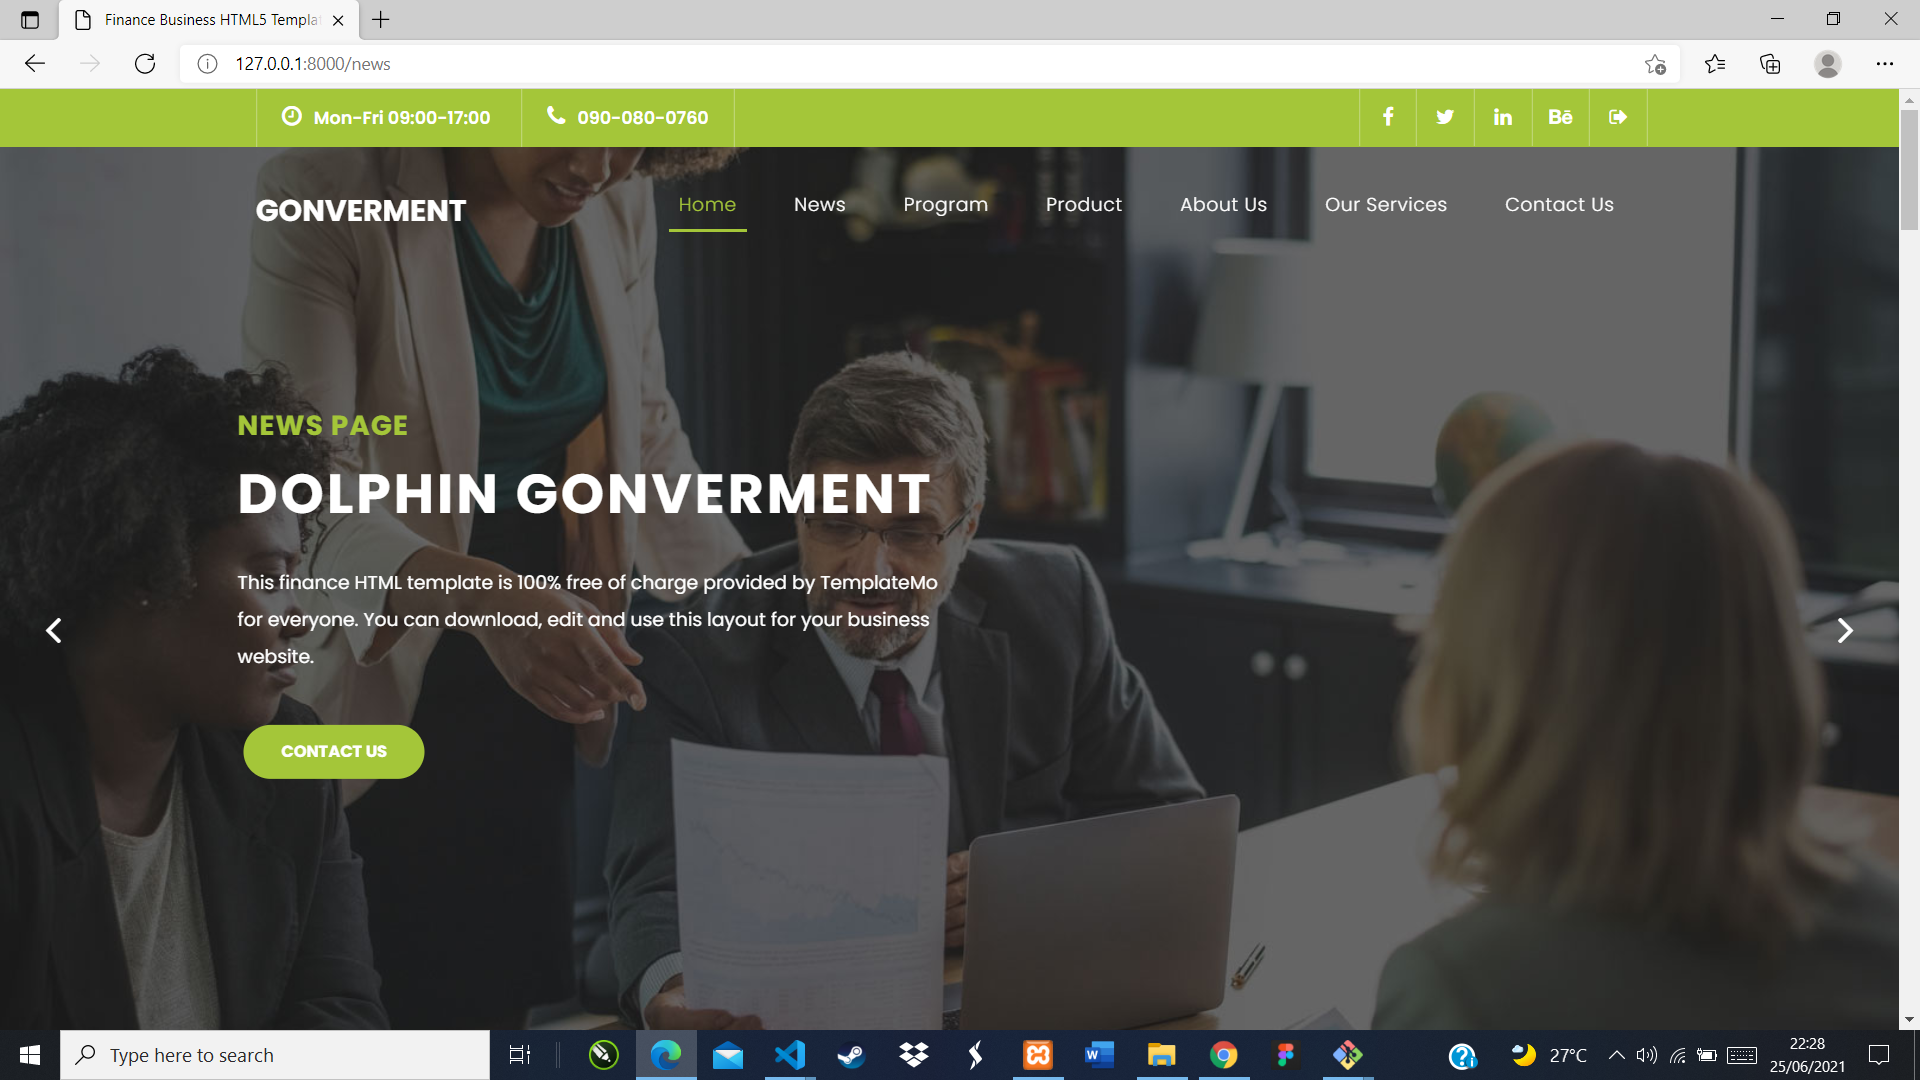 Finance Business HTML5 Templa
127.0.0.1:8000/news
Mon-Fri 09:00-17:00
090-080-0760
Bē
GONVERMENT
Home
News
Program
Product
About Us
Our Services
Contact Us
NEWS PAGE
DOLPHIN GONVERMENT
This finance HTML template is 100% free of charge provided by TemplateMo
for everyone. You can download, edit and use this layout for your business
website.
CONTACT US
Type here to search
27°C
22:28
25/06/2021